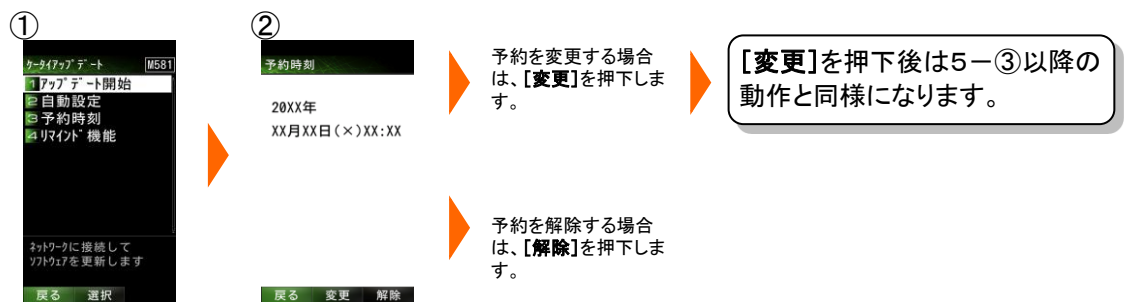 ①
ケータイアップデート M581
1アップデート開始
2自動設定
3予約時刻
4リマインド機能
ネットワークに接続して
ソフトウェアを更新します
戻る 選択
②
予約時刻
20XX年
XX月XX日(×)XX:XX
戻る 変更 解除
予約を変更する場合
は、[変更]を押下しま
す。
[変更]を押下後は5-③以降の
動作と同様になります。
予約を解除する場合
は、[解除]を押下しま
す。